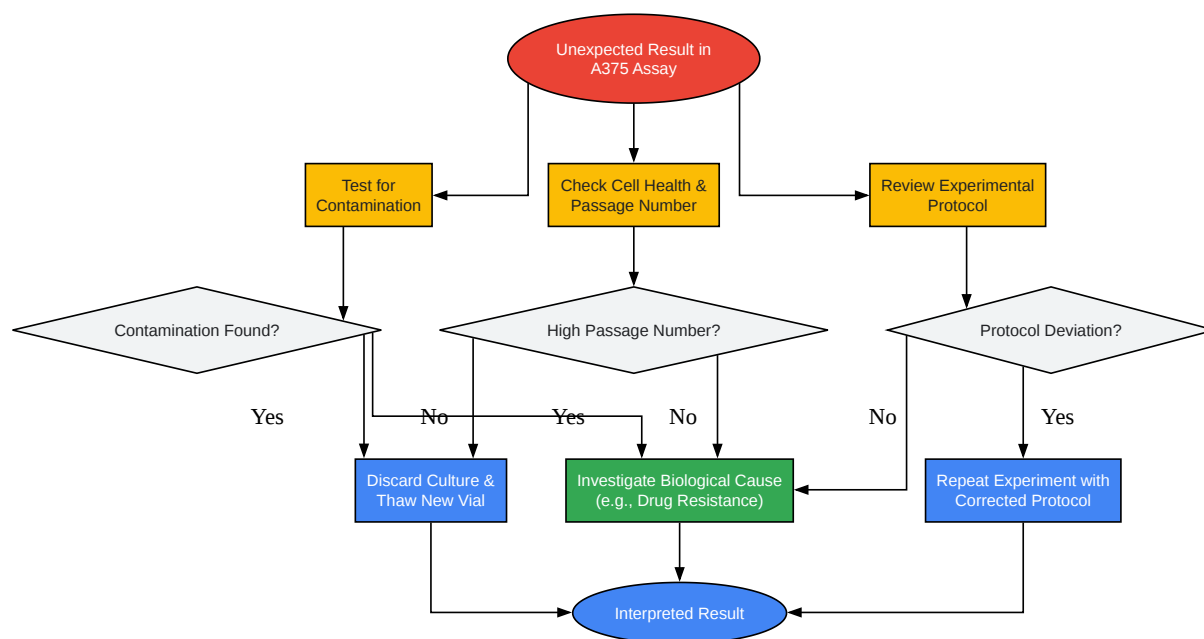 Unexpected Result in
A375 Assay
Test for
Contamination
Check Cell Health &
Passage Number
Review Experimental
Protocol
Contamination Found?
High Passage Number?
Protocol Deviation?
Yes
No
Yes
No
No
Yes
Discard Culture &
Thaw New Vial
Investigate Biological Cause
(e.g., Drug Resistance)
Repeat Experiment with
Corrected Protocol
Interpreted Result